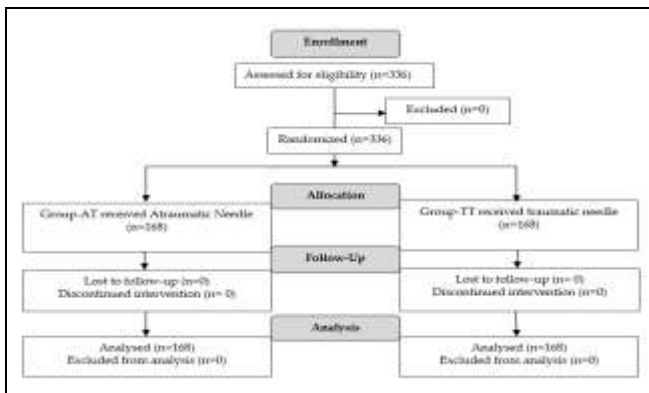 Enrollment
Assessed for eligibility (n=336)
Excluded (n=0)
Randomized (n=336)
Allocation
Group-AT received Atraumatic Needle
(n=168)
Group-TT received traumatic needle
(n=168)
Follow-Up
Lost to follow-up (n=0)
Discontinued intervention (n= 0)
Lost to follow-up (n= 0)
Discontinued intervention (n=0)
Analysis
Analysed (n=168)
Excluded from analysis (n=0)
Analysed (n=168)
Excluded from analysis (n=0)